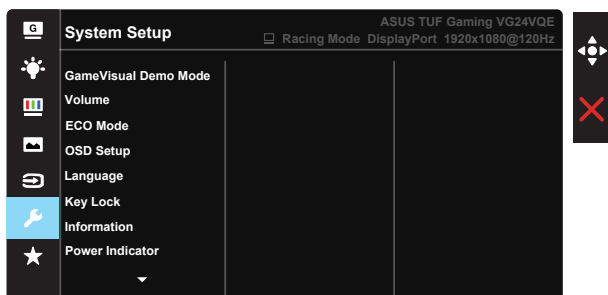 G
System Setup
ASUS TUF Gaming VG24VQE
Racing Mode DisplayPort 1920x1080@120Hz
GameVisual Demo Mode
Volume
ECO Mode
OSD Setup
Language
Key Lock
Information
Power Indicator